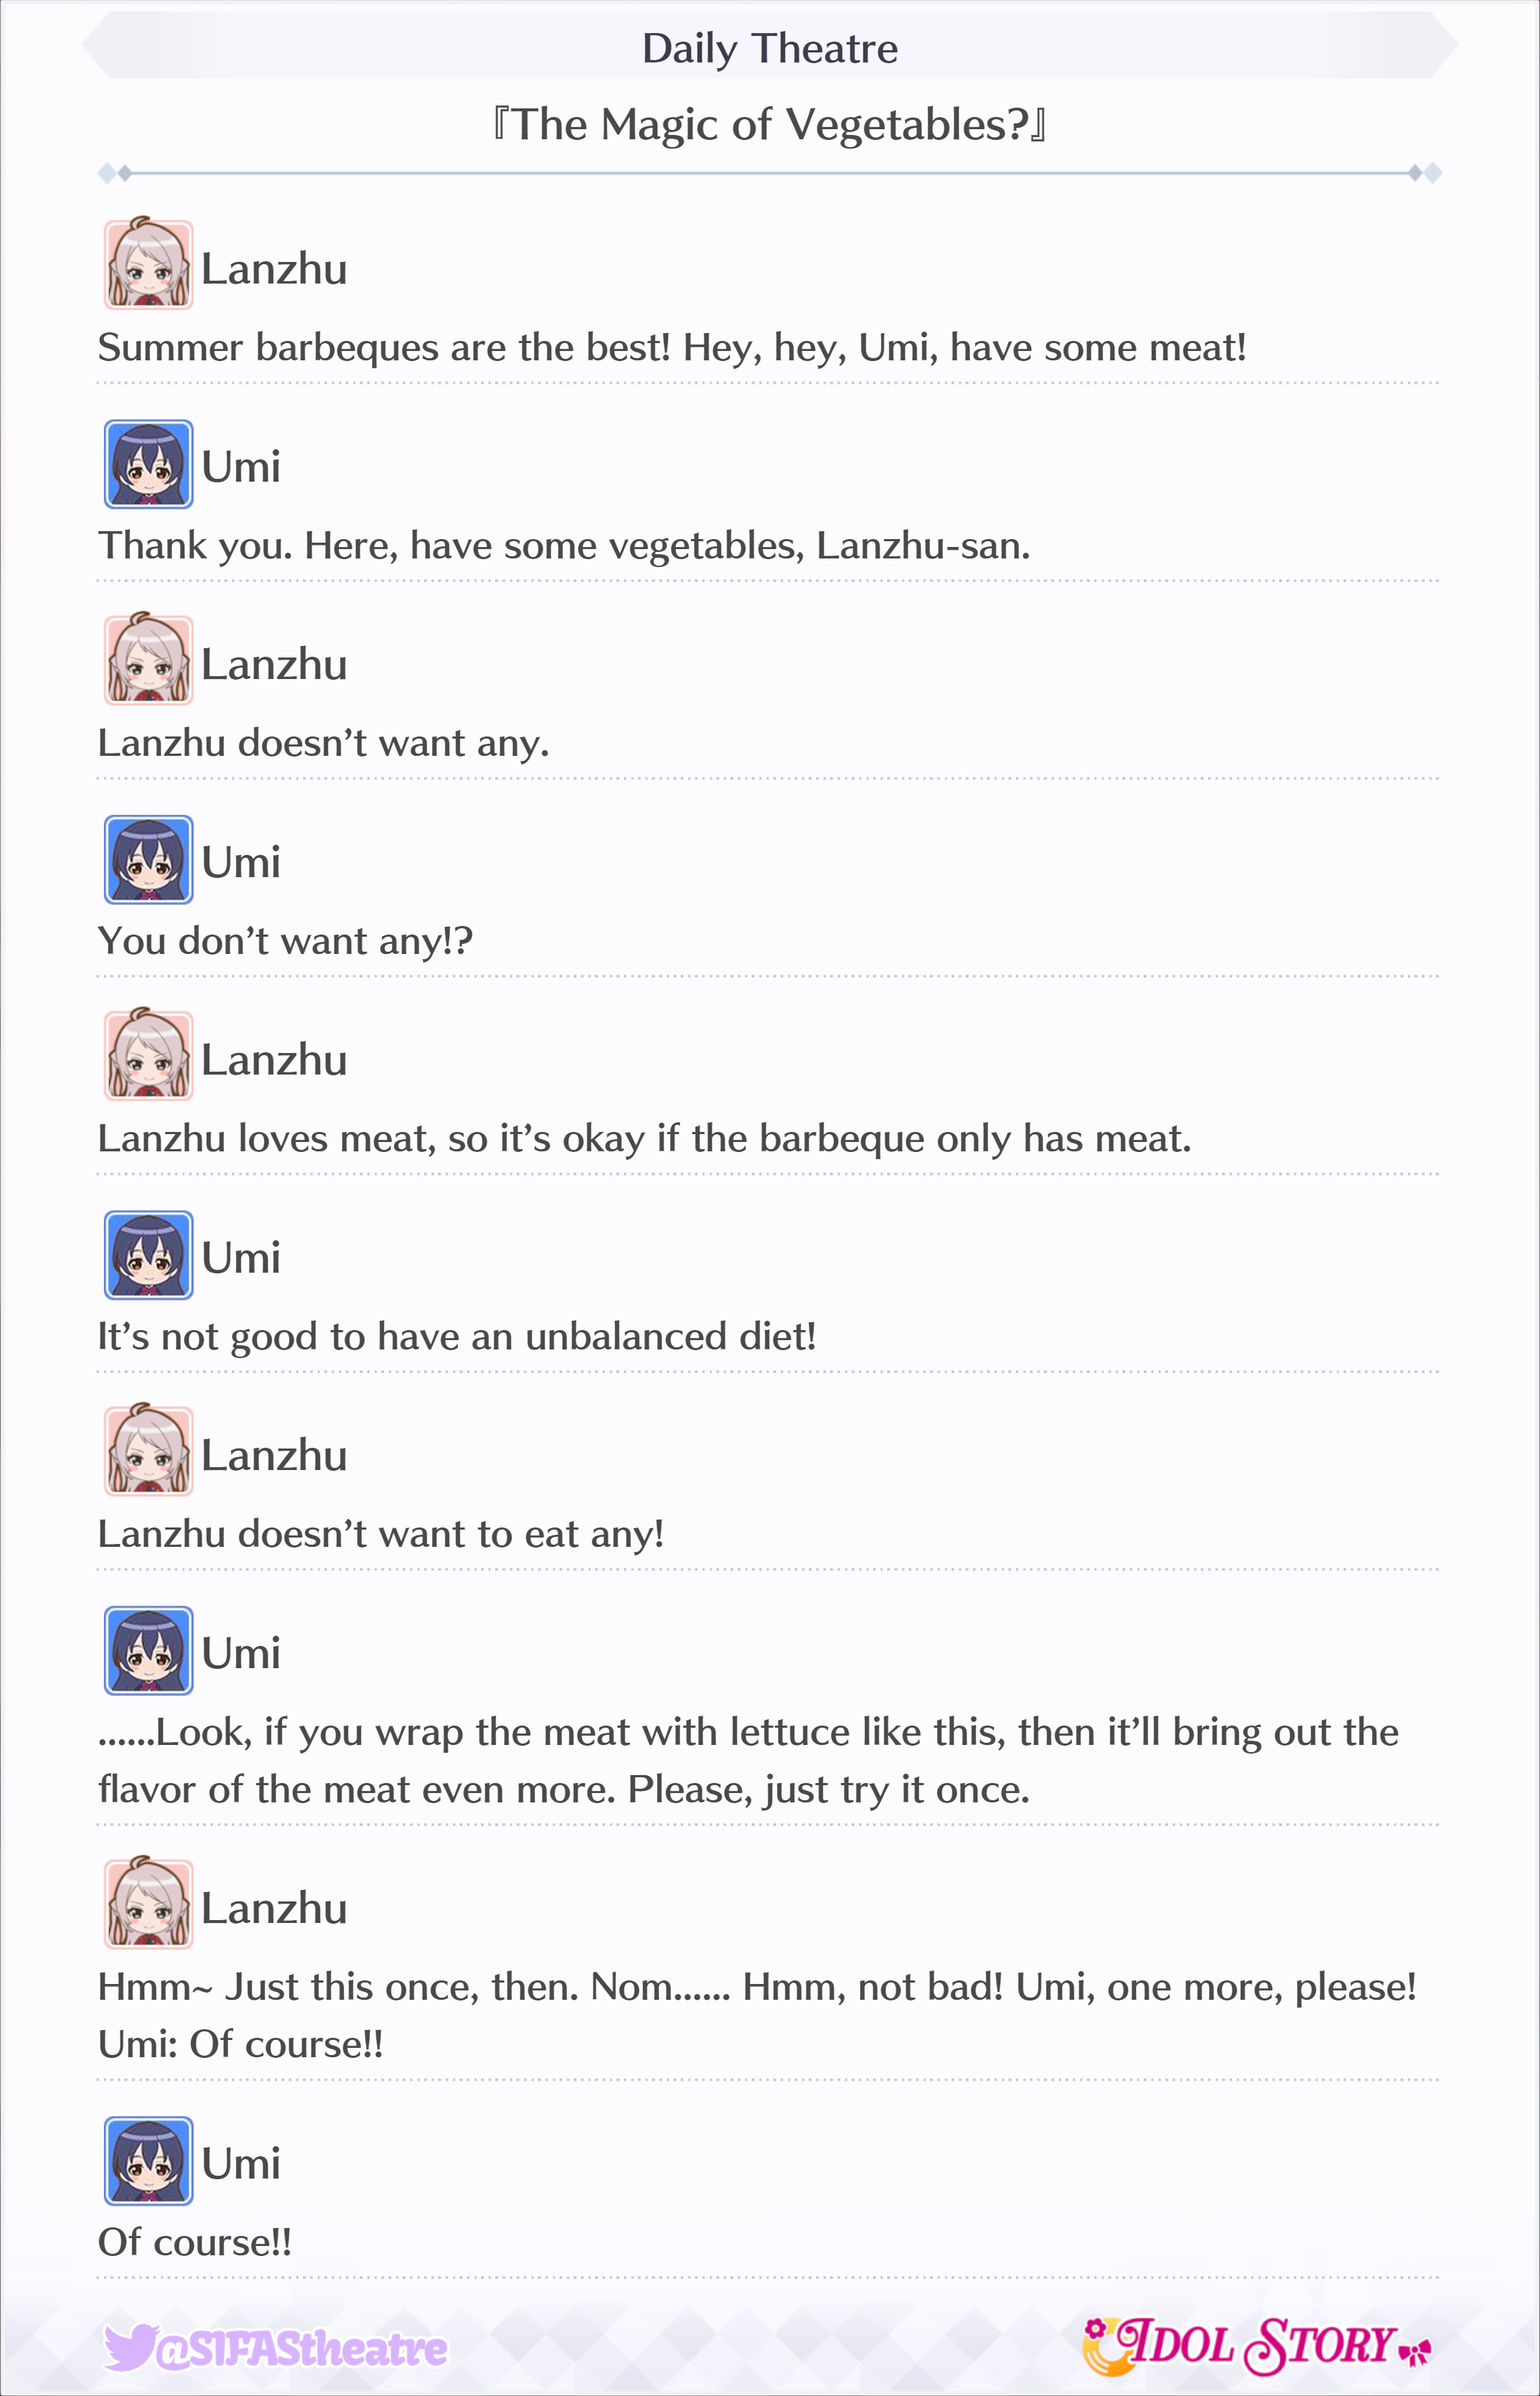 Daily Theatre
『The Magic of Vegetables?』
Lanzhu
Summer barbeques are the best! Hey, hey, Umi, have some meat!
Umi
Thank you. Here, have some vegetables, Lanzhu-san.
Lanzhu
Lanzhu doesn’t want any.
Umi
You don’t want any!?
Lanzhu
Lanzhu loves meat, so it’s okay if the barbeque only has meat.
Umi
It’s not good to have an unbalanced diet!
Lanzhu
Lanzhu doesn’t want to eat any!
Umi
......Look, if you wrap the meat with lettuce like this, then it’ll bring out the
flavor of the meat even more. Please, just try it once.
Lanzhu
Hmm~ Just this once, then. Nom...... Hmm, not bad! Umi, one more, please!
Umi: Of course!!
Umi
Of course!!
@SIFAStheatre
IDOL STORY